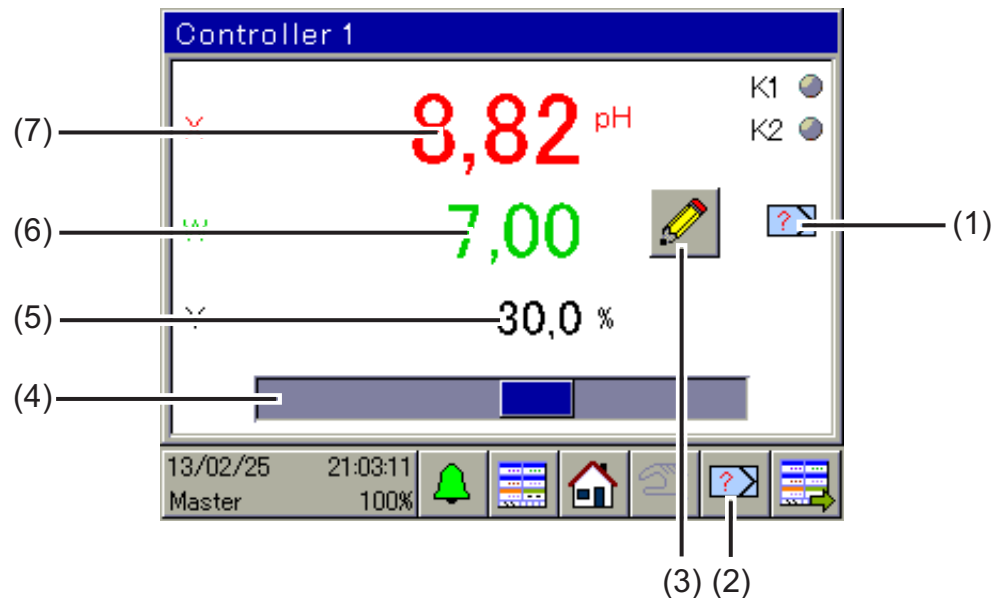 Controller 1
K1
(7) X 8,82 pH
K2
(6) W 7,00 ? (1)
(5) Y 30,0 %
(4)
13/02/25 21:03:11
Master 100% ?
(3) (2)